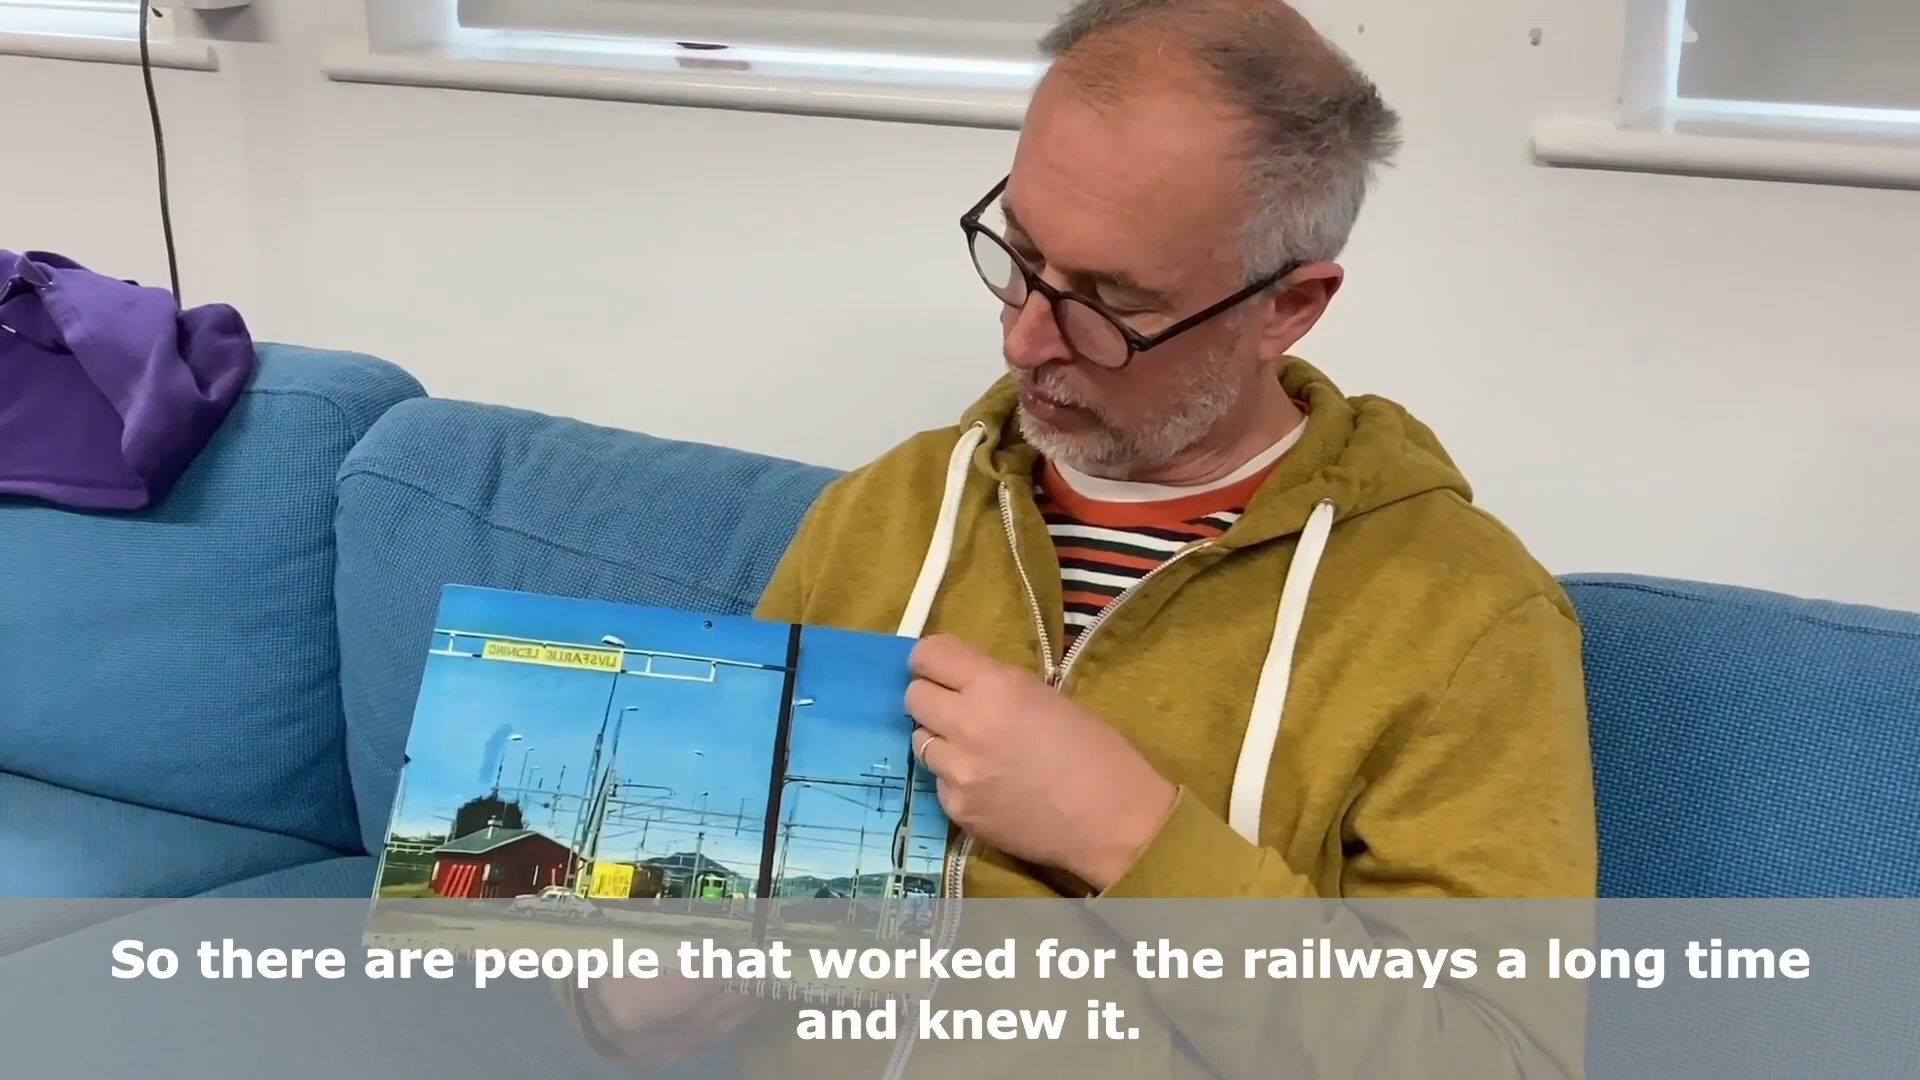 LIVSFARLIG LEDNING
So there are people that worked for the railways a long time
and knew it.